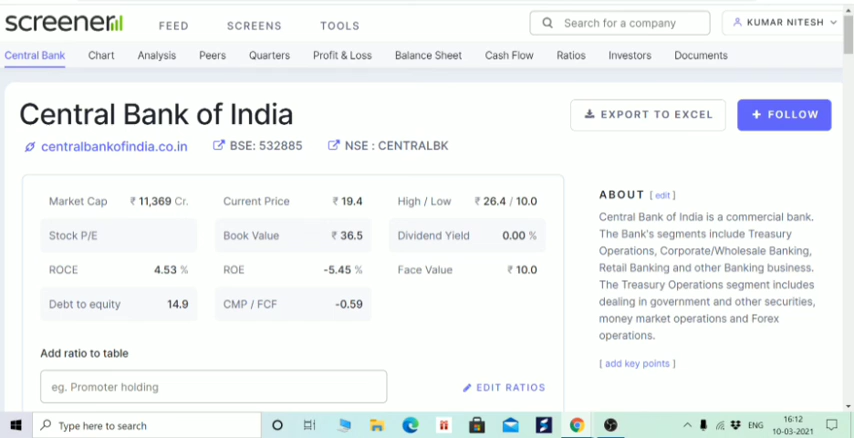 screener
FEED SCREENS TOOLS
Search for a company
KUMAR NITESH
Central Bank Chart Analysis Peers Quarters Profit & Loss Balance Sheet Cash Flow Ratios Investors Documents
Central Bank of India
EXPORT TO EXCEL
+ FOLLOW
centralbankofindia.co.in BSE: 532885 NSE : CENTRALBK
Market Cap ₹ 11,369 Cr. Current Price ₹ 19.4 High / Low ₹ 26.4 / 10.0
Stock P/E Book Value ₹ 36.5 Dividend Yield 0.00 %
ROCE 4.53 % ROE -5.45 % Face Value ₹ 10.0
Debt to equity 14.9 CMP / FCF -0.59
Add ratio to table
eg. Promoter holding
EDIT RATIOS
ABOUT [ edit ]
Central Bank of India is a commercial bank.
The Bank's segments include Treasury
Operations, Corporate/Wholesale Banking,
Retail Banking and other Banking business.
The Treasury Operations segment includes
dealing in government and other securities,
money market operations and Forex
operations.
[ add key points ]
Type here to search
ENG
16:12
10-03-2021